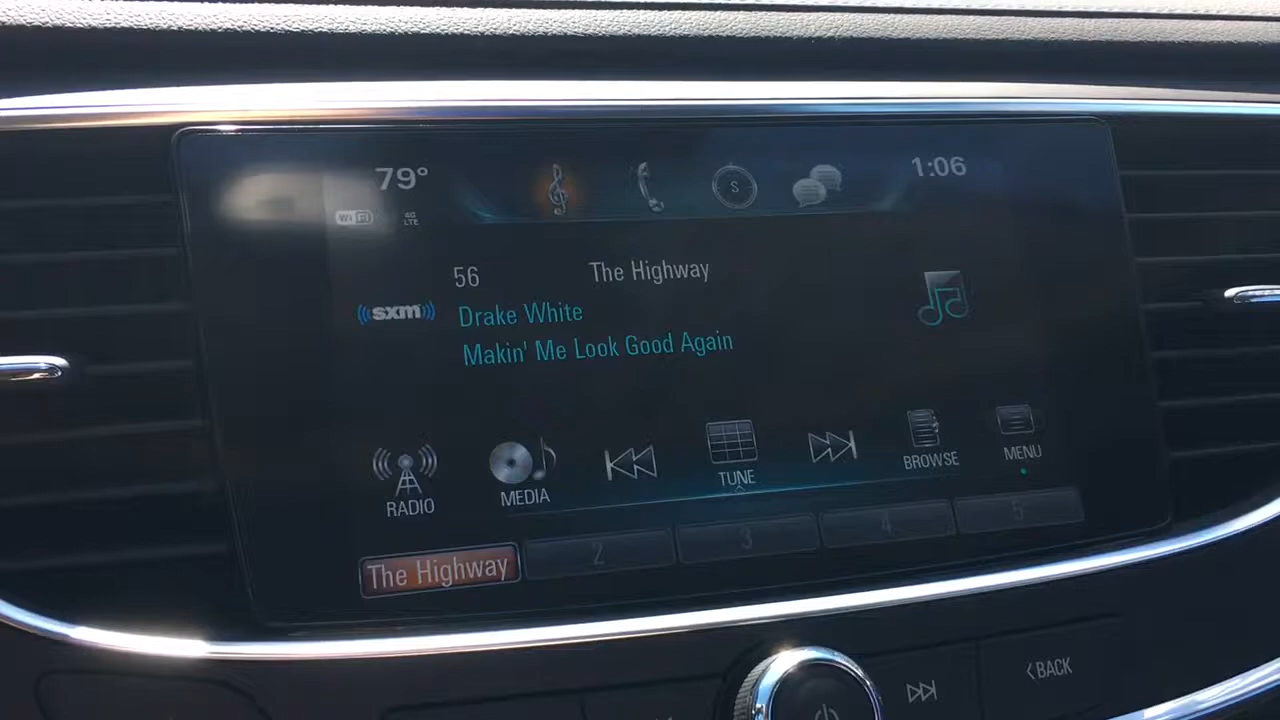 79°
1:06
WiFi
4G
LTE
S
56
The Highway
sxm
Drake White
Makin' Me Look Good Again
RADIO
MEDIA
TUNE
BROWSE
MENU
The Highway
2
3
4
5
BACK